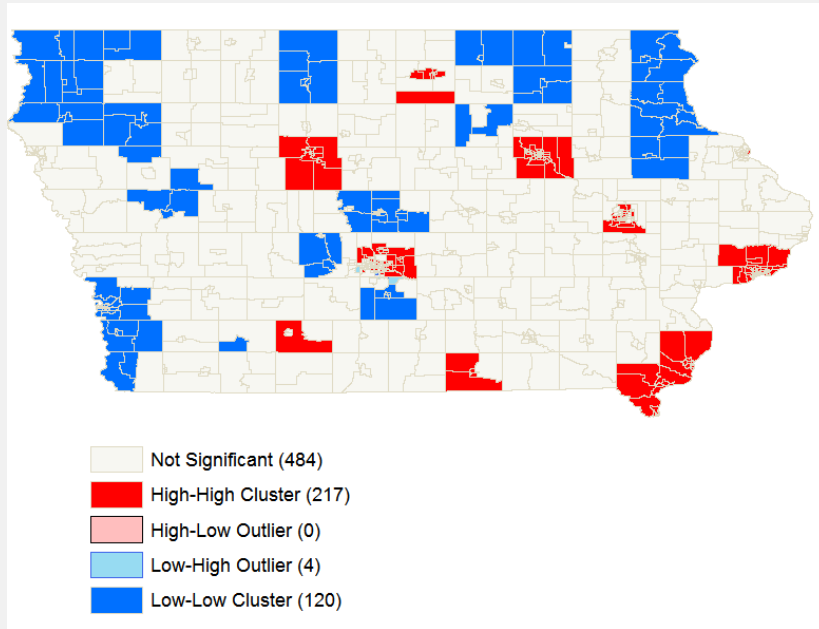 Not Significant (484)
High-High Cluster (217)
High-Low Outlier (0)
Low-High Outlier (4)
Low-Low Cluster (120)